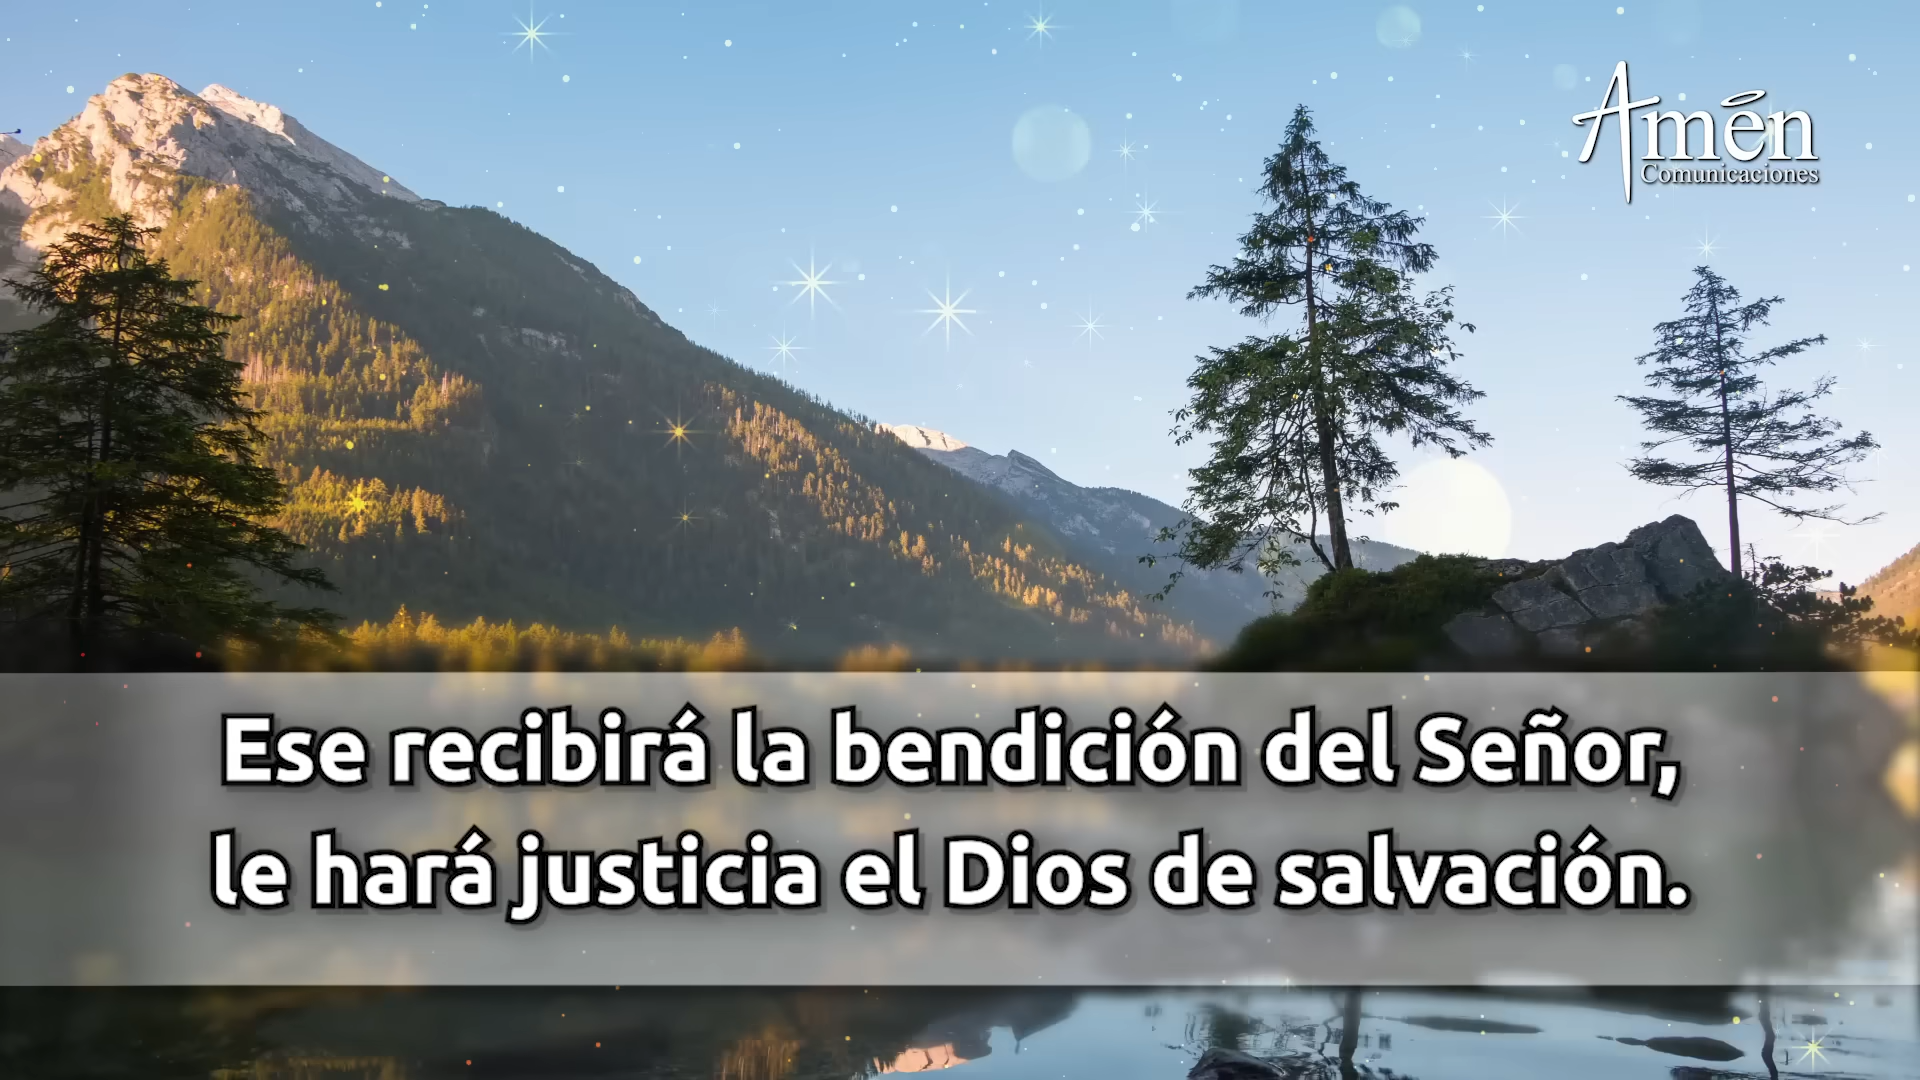 Amén
Comunicaciones
Ese recibirá la bendición del Señor,
le hará justicia el Dios de salvación.